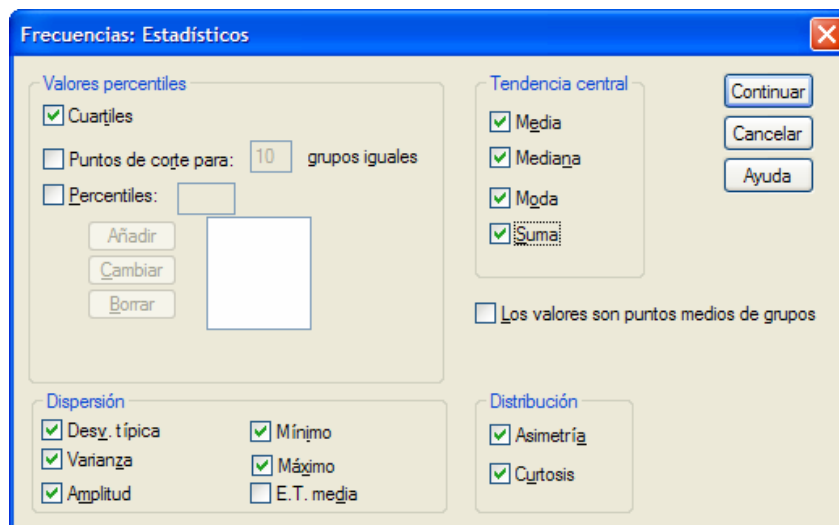 Frecuencias: Estadísticos
Valores percentiles
Cuartiles
Puntos de corte para: 10 grupos iguales
Percentiles:
Añadir
Cambiar
Borrar
Tendencia central
Media
Mediana
Moda
Suma
Continuar
Cancelar
Ayuda
Los valores son puntos medios de grupos
Dispersión
Desv. típica
Varianza
Amplitud
Mínimo
Máximo
E.T. media
Distribución
Asimetría
Curtosis